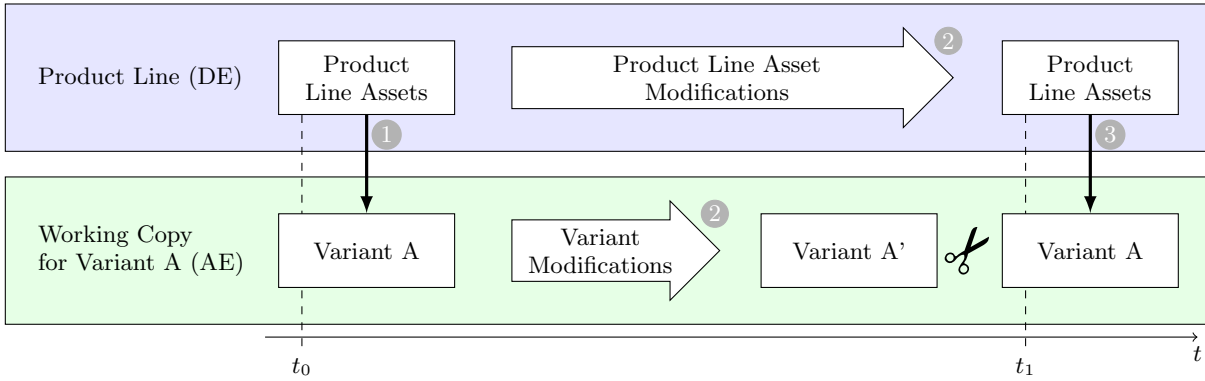 Product Line (DE)
Product
Line Assets
1
Product Line Asset
Modifications
2
Product
Line Assets
3
Working Copy
for Variant A (AE)
Variant A
Variant
Modifications
2
Variant A’
Variant A
t0
t1
t